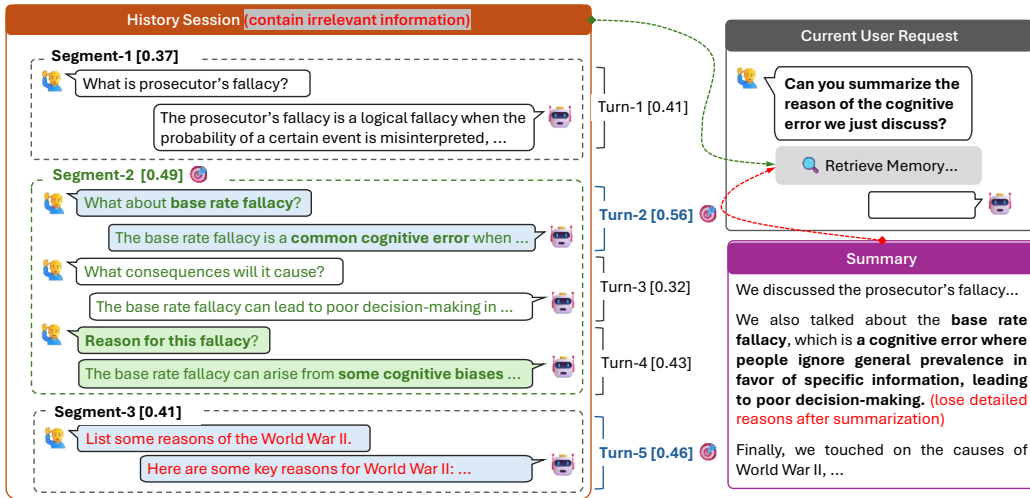 History Session (contain irrelevant information)
Segment-1 [0.37]
What is prosecutor's fallacy?
The prosecutor's fallacy is a logical fallacy when the
probability of a certain event is misinterpreted, ...
Turn-1 [0.41]
Segment-2 [0.49]
What about base rate fallacy?
The base rate fallacy is a common cognitive error when ...
Turn-2 [0.56]
What consequences will it cause?
The base rate fallacy can lead to poor decision-making in ...
Turn-3 [0.32]
Reason for this fallacy?
The base rate fallacy can arise from some cognitive biases ...
Turn-4 [0.43]
Segment-3 [0.41]
List some reasons of the World War II.
Here are some key reasons for World War II: ...
Turn-5 [0.46]
Current User Request
Can you summarize the
reason of the cognitive
error we just discuss?
Retrieve Memory...
Summary
We discussed the prosecutor's fallacy...
We also talked about the base rate
fallacy, which is a cognitive error where
people ignore general prevalence in
favor of specific information, leading
to poor decision-making. (lose detailed
reasons after summarization)
Finally, we touched on the causes of
World War II, ...